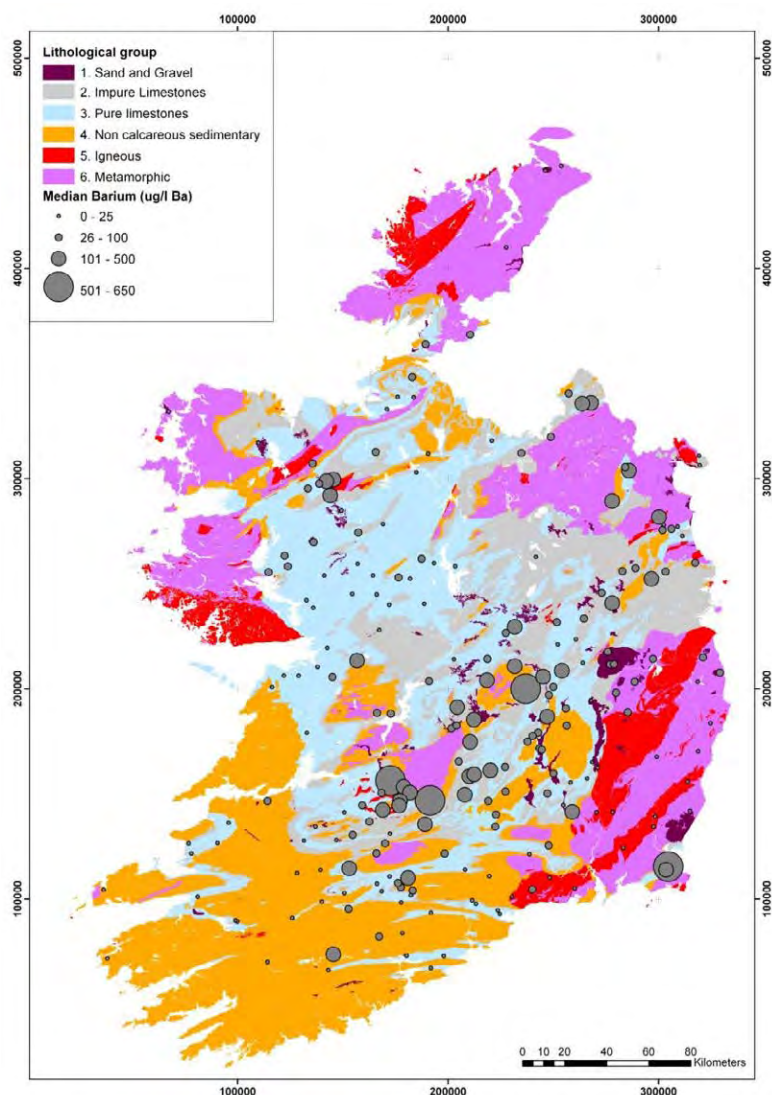 100000 200000 300000
500000 500000
Lithological group
1. Sand and Gravel
2. Impure Limestones
3. Pure limestones
4. Non calcareous sedimentary
5. Igneous
6. Metamorphic
Median Barium (ug/l Ba)
0 - 25
26 - 100
101 - 500
501 - 650
400000 400000
300000 300000
200000 200000
100000 100000
0 10 20 40 60 80
Kilometers
100000 200000 300000